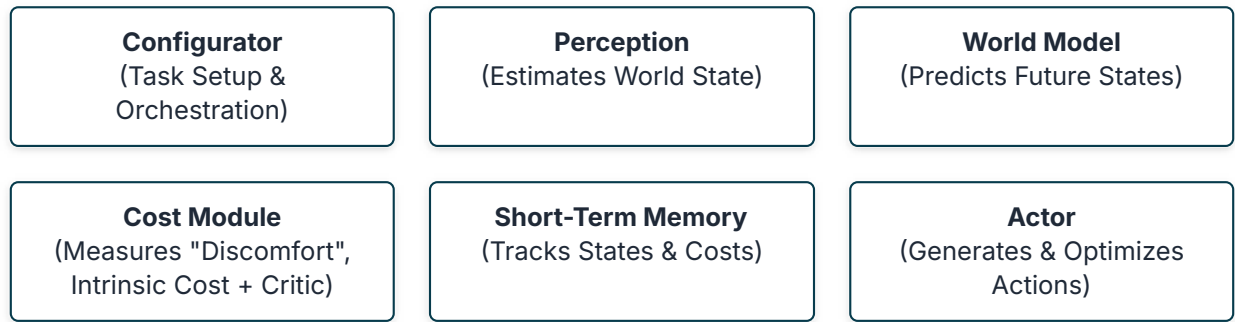 Configurator
(Task Setup &
Orchestration)
Perception
(Estimates World State)
World Model
(Predicts Future States)
Cost Module
(Measures "Discomfort",
Intrinsic Cost + Critic)
Short-Term Memory
(Tracks States & Costs)
Actor
(Generates & Optimizes
Actions)